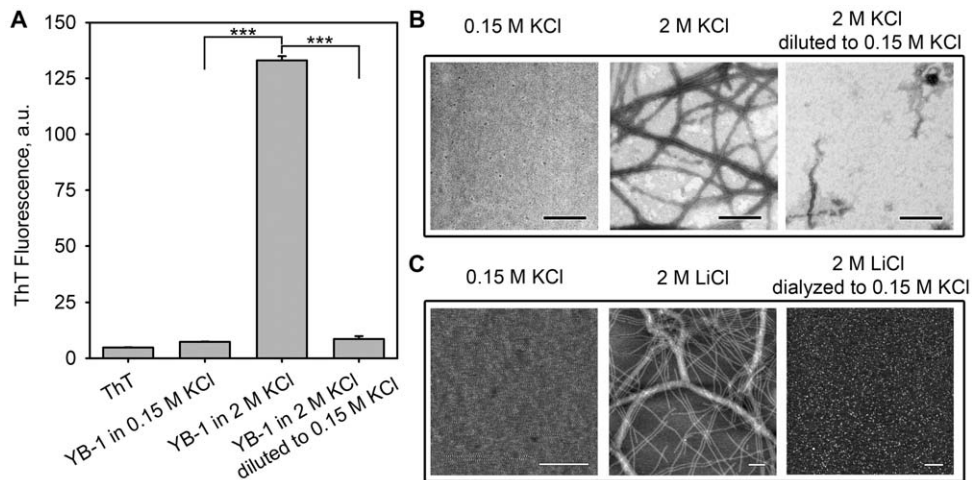 A
ThT Fluorescence, a.u.
150
125
100
75
50
25
0
***
***
ThT
YB-1 in 0.15 M KCl
YB-1 in 2 M KCl
YB-1 in 2 M KCl
diluted to 0.15 M KCl
B
0.15 M KCl
2 M KCl
2 M KCl
diluted to 0.15 M KCl
C
0.15 M KCl
2 M LiCl
2 M LiCl
dialyzed to 0.15 M KCl